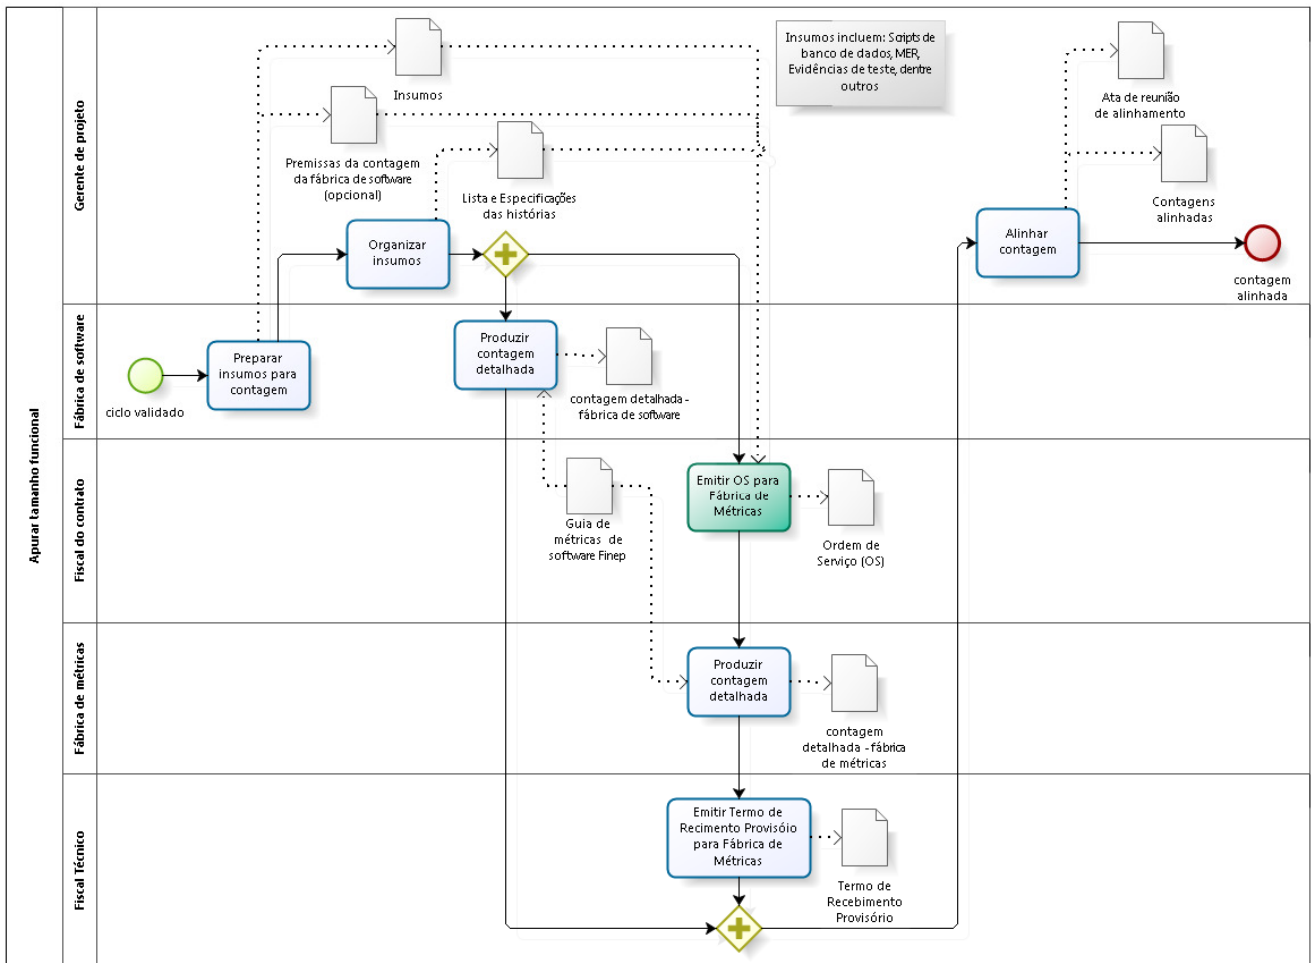 Apurar tamanho funcional
Gerente de projeto
Insumos
Insumos incluem: Scripts de
banco de dados, MER,
Evidências de teste, dentre
outros
Ata de reunião
de alinhamento
Premissas da contagem
da fábrica de software
(opcional)
Lista e Especificações
das histórias
Contagens
alinhadas
Organizar
insumos
Alinhar
contagem
contagem
alinhada
Fábrica de software
ciclo validado
Preparar
insumos para
contagem
Produzir
contagem
detalhada
contagem detalhada -
fábrica de software
Fiscal do contrato
Guia de
métricas de
software Finep
Emitir OS para
Fábrica de
Métricas
Ordem de
Serviço (OS)
Fábrica de métricas
Produzir
contagem
detalhada
contagem
detalhada - fábrica
de métricas
Fiscal Técnico
Emitir Termo de
Recimento Provisóio
para Fábrica de
Métricas
Termo de
Recebimento
Provisório